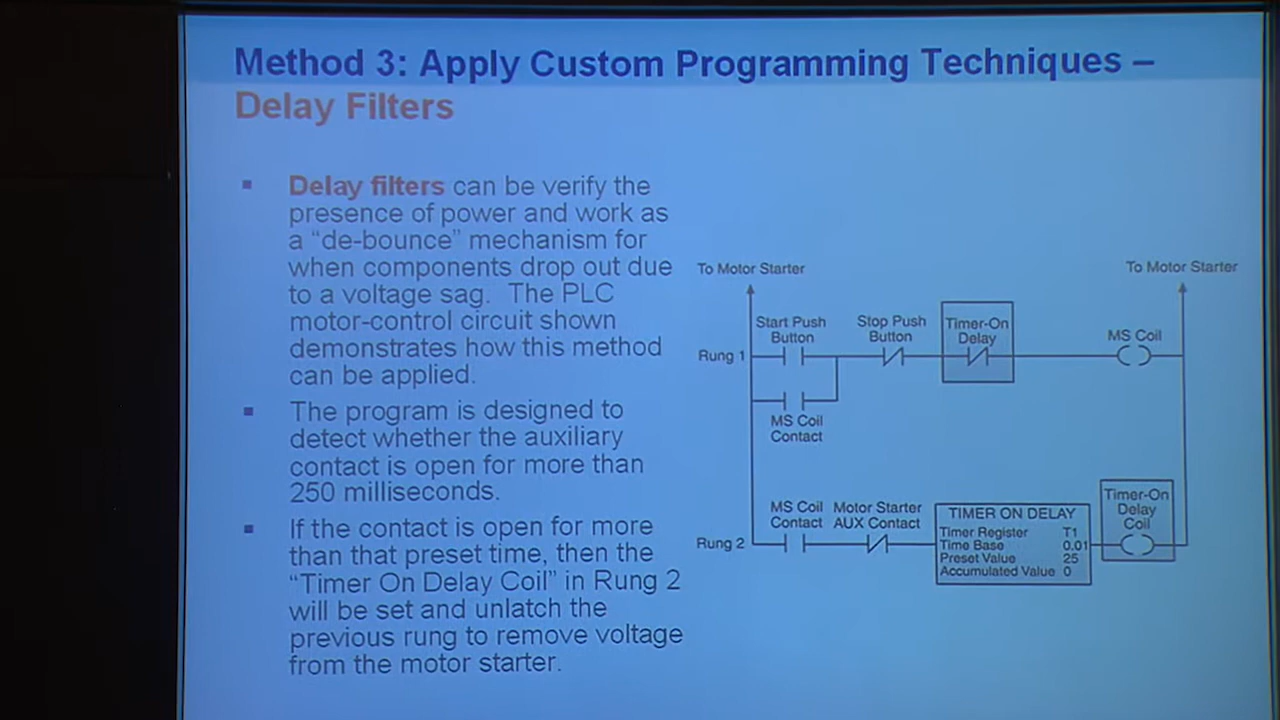 Method 3: Apply Custom Programming Techniques –
Delay Filters
▪ Delay filters can be verify the
presence of power and work as
a "de-bounce" mechanism for
when components drop out due
to a voltage sag. The PLC
motor-control circuit shown
demonstrates how this method
can be applied.
▪ The program is designed to
detect whether the auxiliary
contact is open for more than
250 milliseconds.
▪ If the contact is open for more
than that preset time, then the
"Timer On Delay Coil" in Rung 2
will be set and unlatch the
previous rung to remove voltage
from the motor starter.
To Motor Starter
To Motor Starter
Start Push
Button
Stop Push
Button
Timer-On
Delay
MS Coil
Rung 1
MS Coil
Contact
MS Coil
Contact
Motor Starter
AUX Contact
TIMER ON DELAY
Timer Register T1
Time Base 0.01
Preset Value 25
Accumulated Value 0
Timer-On
Delay
Coil
Rung 2